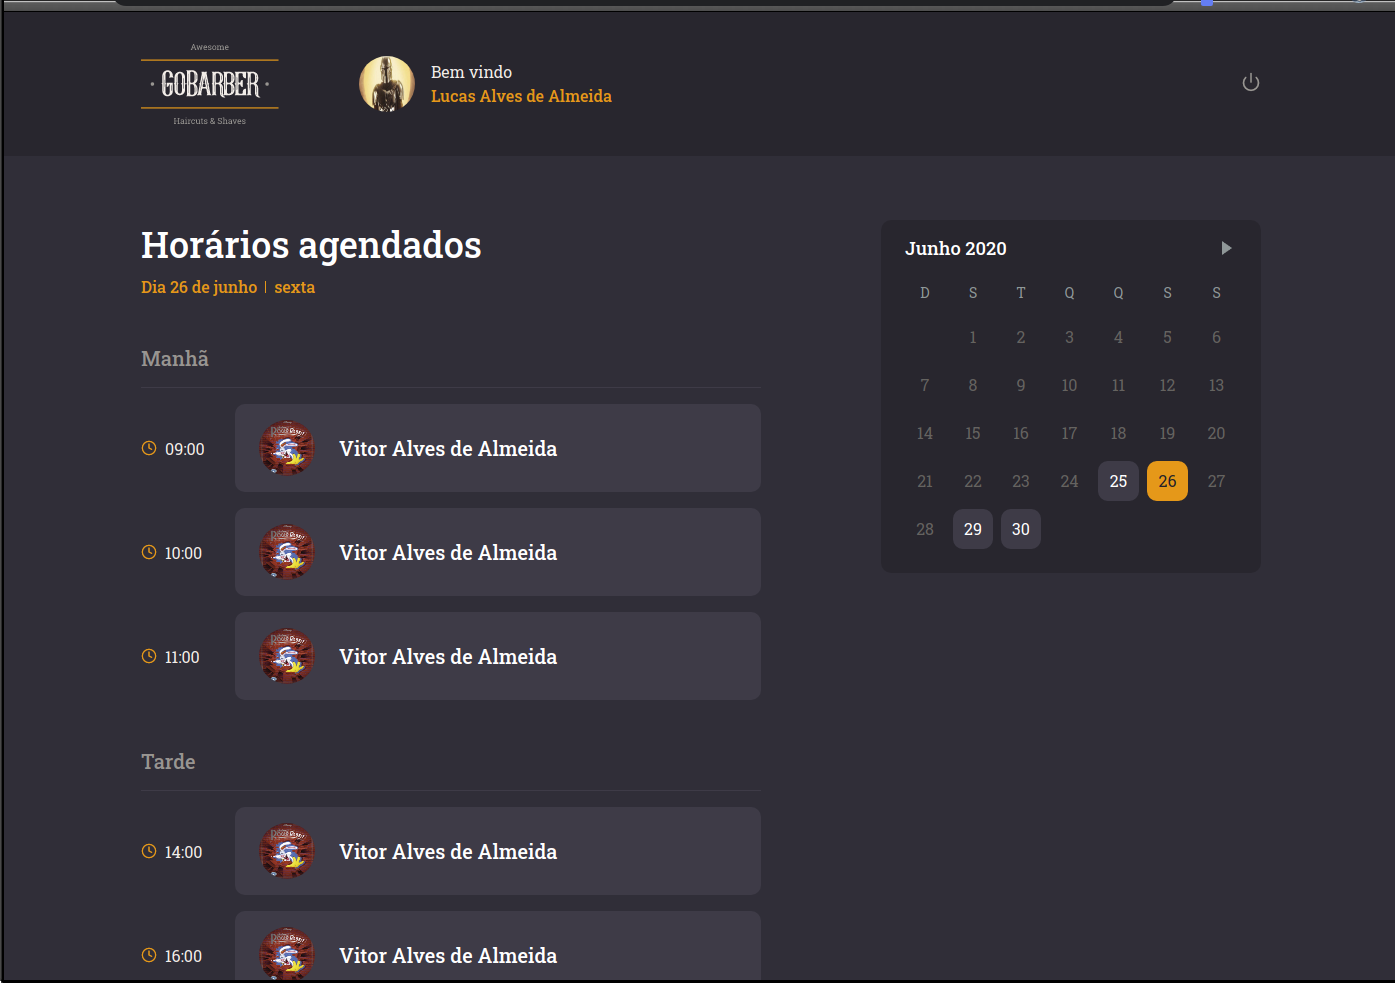 Awesome
GOBARBER
Haircuts & Shaves
Bem vindo
Lucas Alves de Almeida
Horários agendados
Dia 26 de junho | sexta
Manhã
09:00 Vitor Alves de Almeida
10:00 Vitor Alves de Almeida
11:00 Vitor Alves de Almeida
Tarde
14:00 Vitor Alves de Almeida
16:00 Vitor Alves de Almeida
Junho 2020
D S T Q Q S S
1 2 3 4 5 6
7 8 9 10 11 12 13
14 15 16 17 18 19 20
21 22 23 24 25 26 27
28 29 30